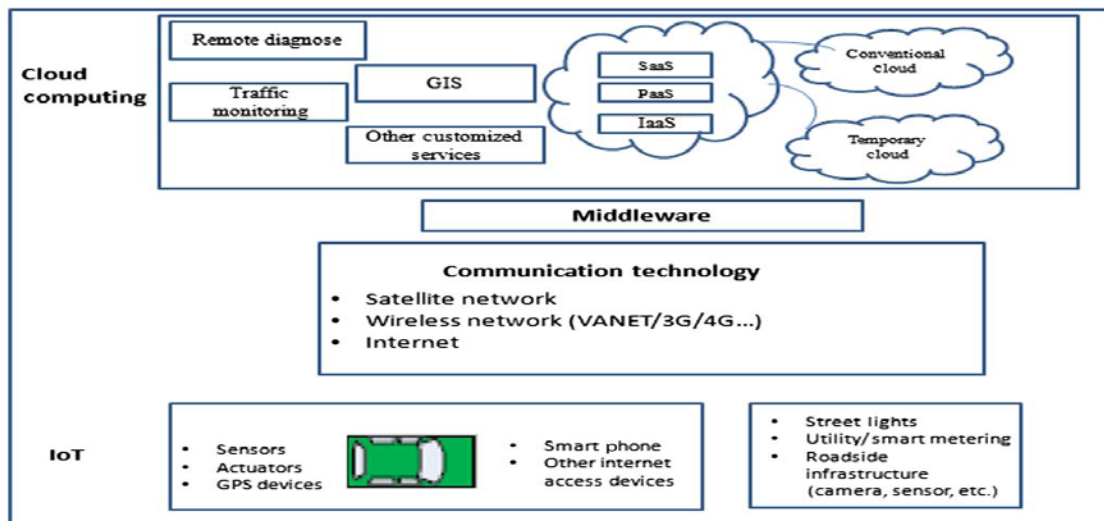 Cloud
computing
Remote diagnose
Traffic
monitoring
GIS
Other customized
services
SaaS
PaaS
IaaS
Conventional
cloud
Temporary
cloud
Middleware
Communication technology
• Satellite network
• Wireless network (VANET/3G/4G...)
• Internet
IoT
• Sensors
• Actuators
• GPS devices
• Smart phone
• Other internet
access devices
• Street lights
• Utility/smart metering
• Roadside
infrastructure
(camera, sensor, etc.)